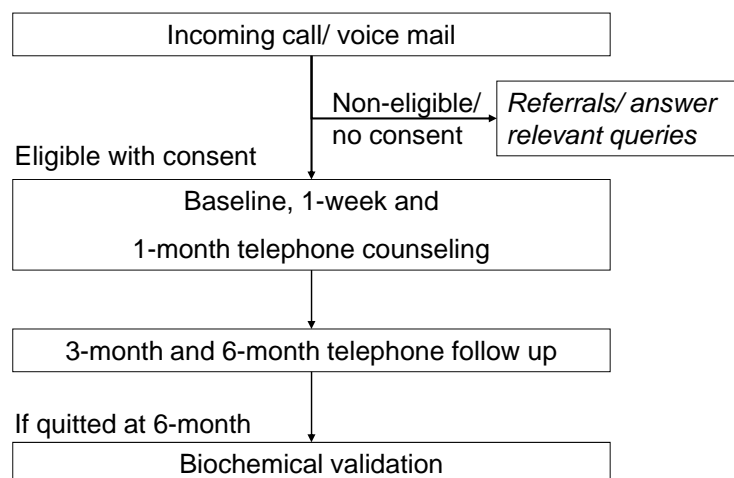 Incoming call/ voice mail
Non-eligible/
no consent
Referrals/ answer
relevant queries
Eligible with consent
Baseline, 1-week and
1-month telephone counseling
3-month and 6-month telephone follow up
If quitted at 6-month
Biochemical validation